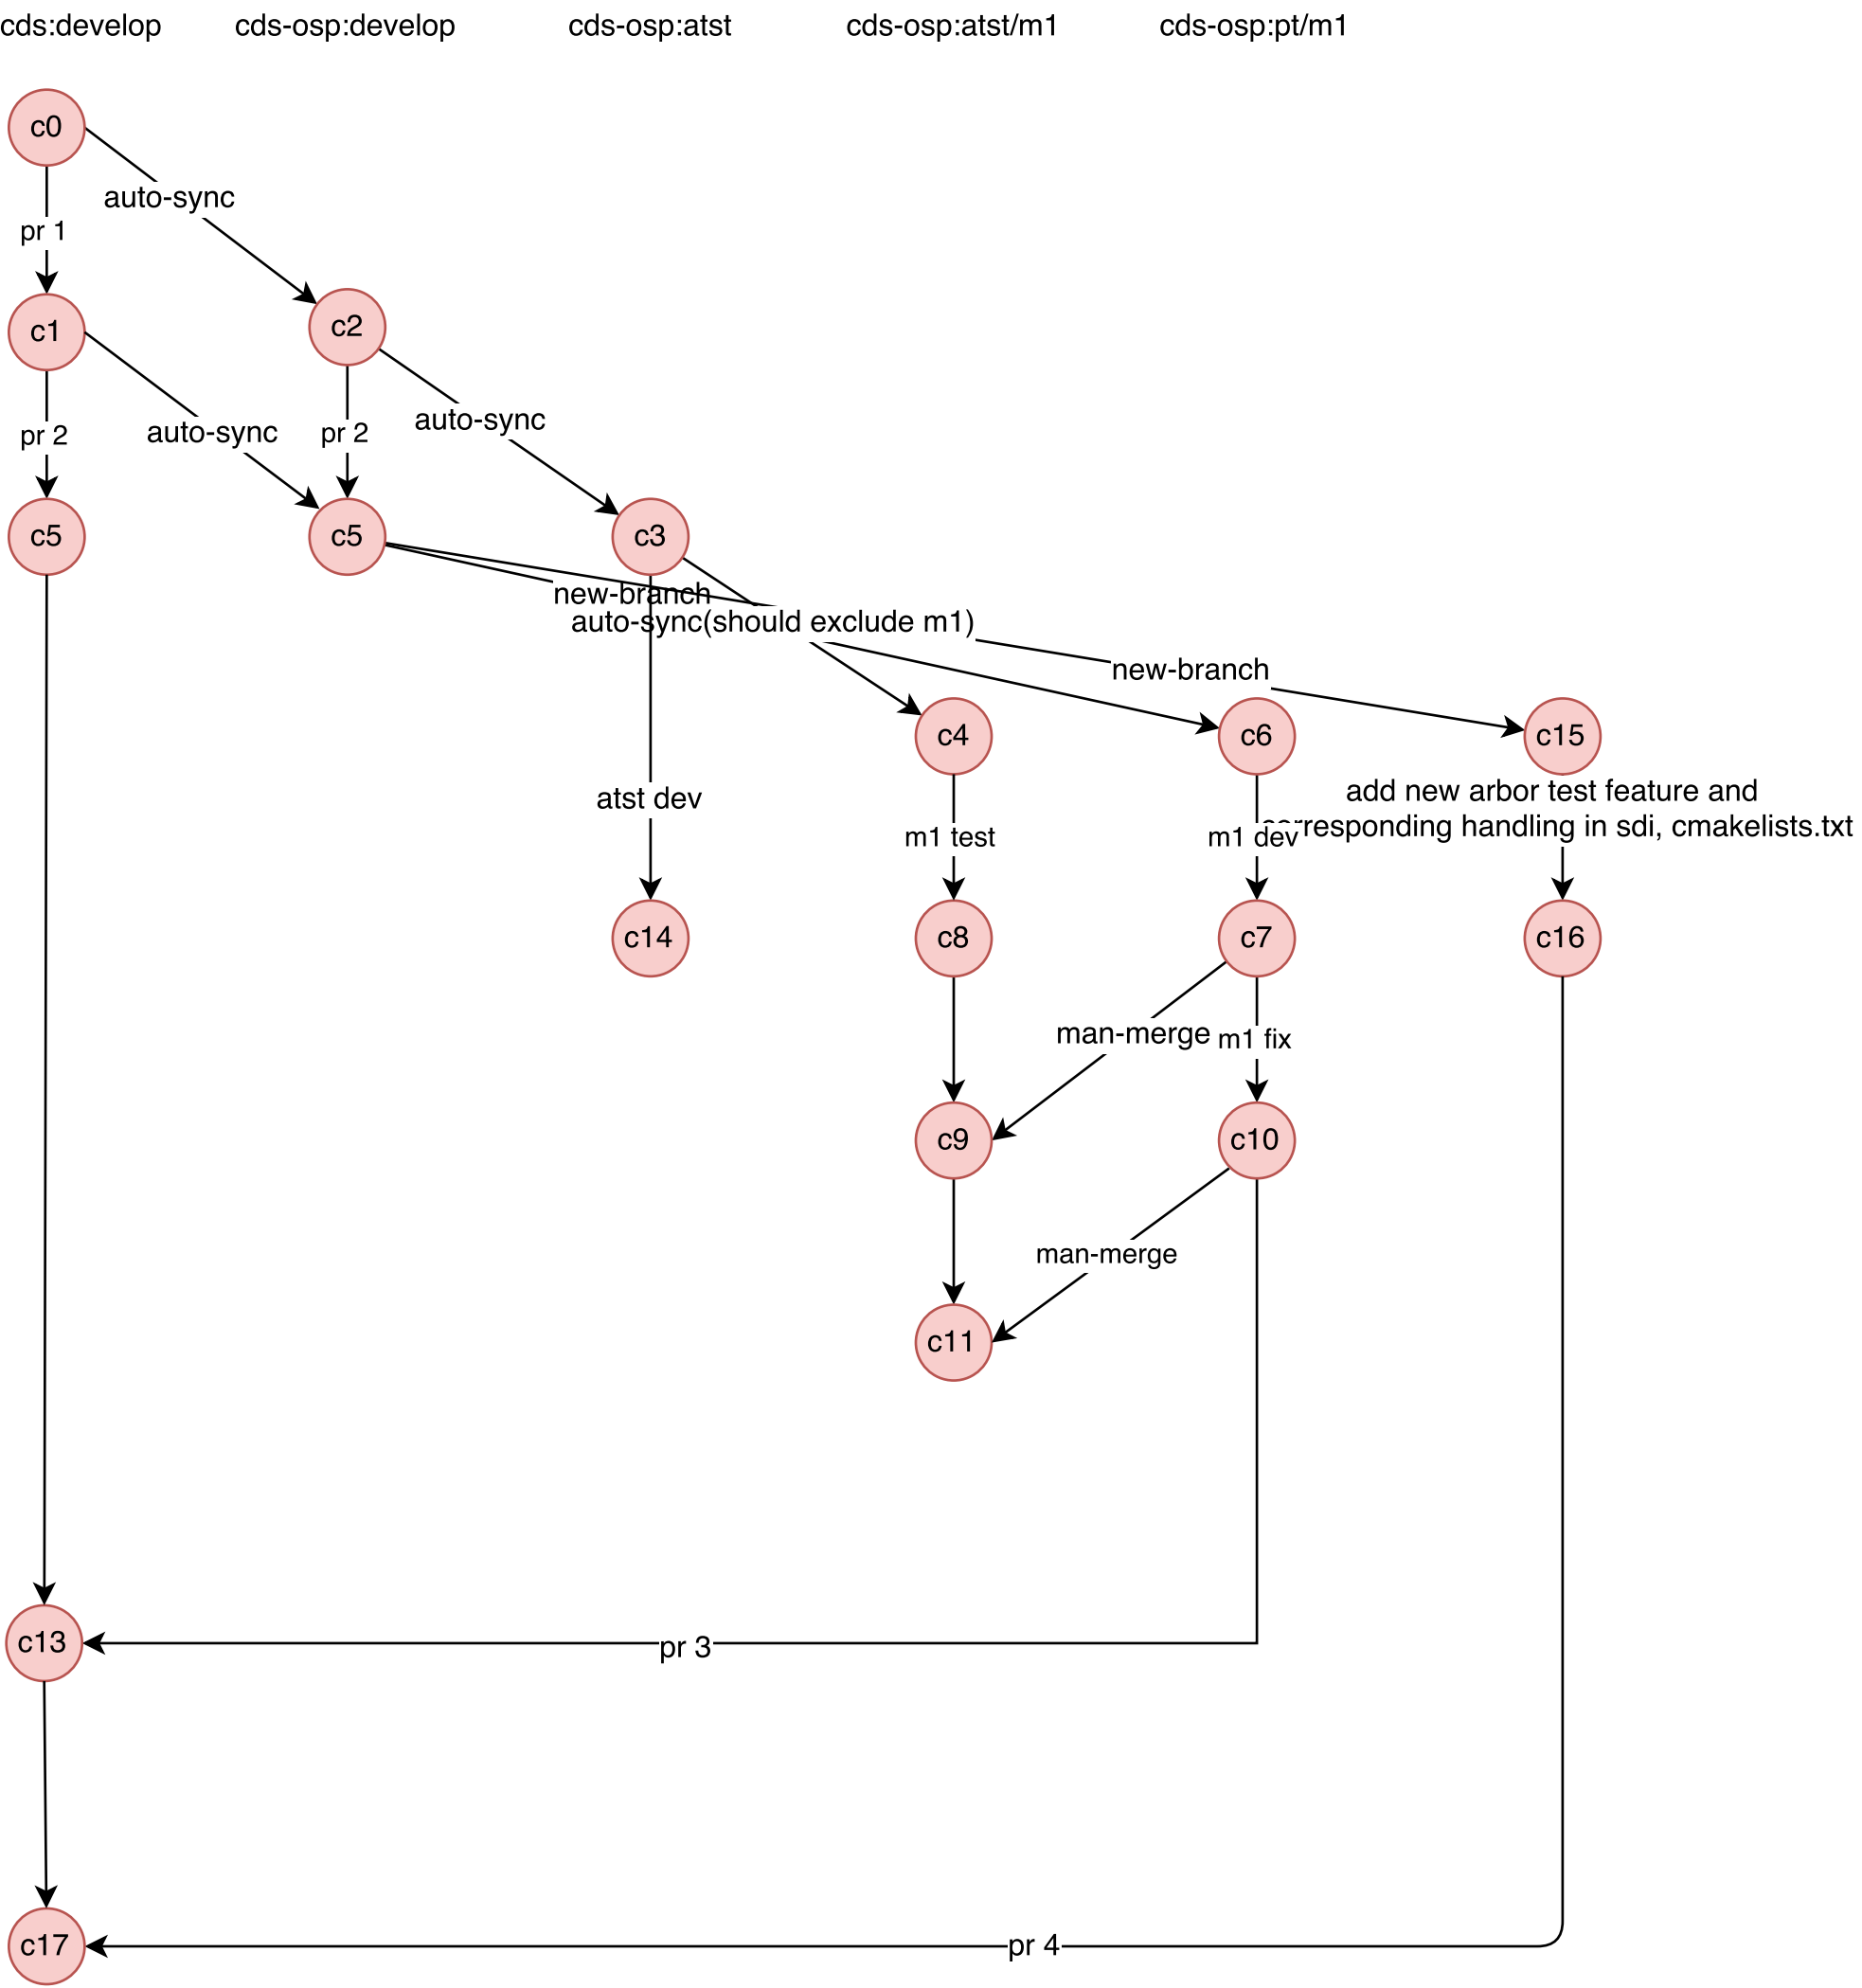 cds:develop
cds-osp:develop
cds-osp:atst
cds-osp:atst/m1
cds-osp:pt/m1
c0
auto-sync
pr 1
c1
c2
auto-sync
pr 2
auto-sync
pr 2
c5
c5
c3
new-branch
auto-sync(should exclude m1)
new-branch
c4
c6
c15
add new arbor test feature and
corresponding handling in sdi, cmakelists.txt
atst dev
m1 test
m1 dev
c14
c8
c7
c16
man-merge
m1 fix
c9
c10
man-merge
c11
c13
pr 3
c17
pr 4